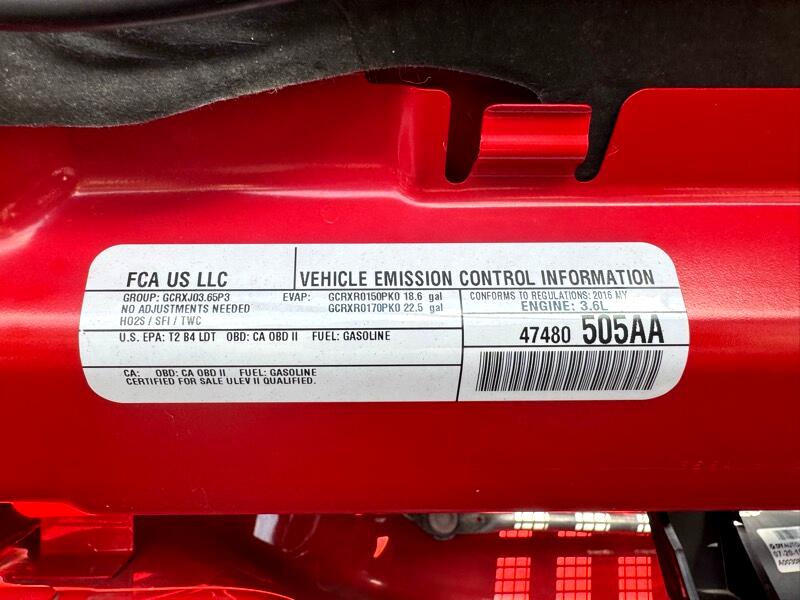 FCA US LLC
VEHICLE EMISSION CONTROL INFORMATION
GROUP: GCRXJ03.65P3
NO ADJUSTMENTS NEEDED
HO2S / SFI / TWC
EVAP: GCRXR0150PK0 18.6 gal
GCRXR0170PK0 22.5 gal
CONFORMS TO REGULATIONS: 2016 MY
ENGINE: 3.6L
U.S. EPA: T2 B4 LDT OBD: CA OBD II FUEL: GASOLINE
47480 505AA
CA: OBD: CA OBD II FUEL: GASOLINE
CERTIFIED FOR SALE ULEV II QUALIFIED.